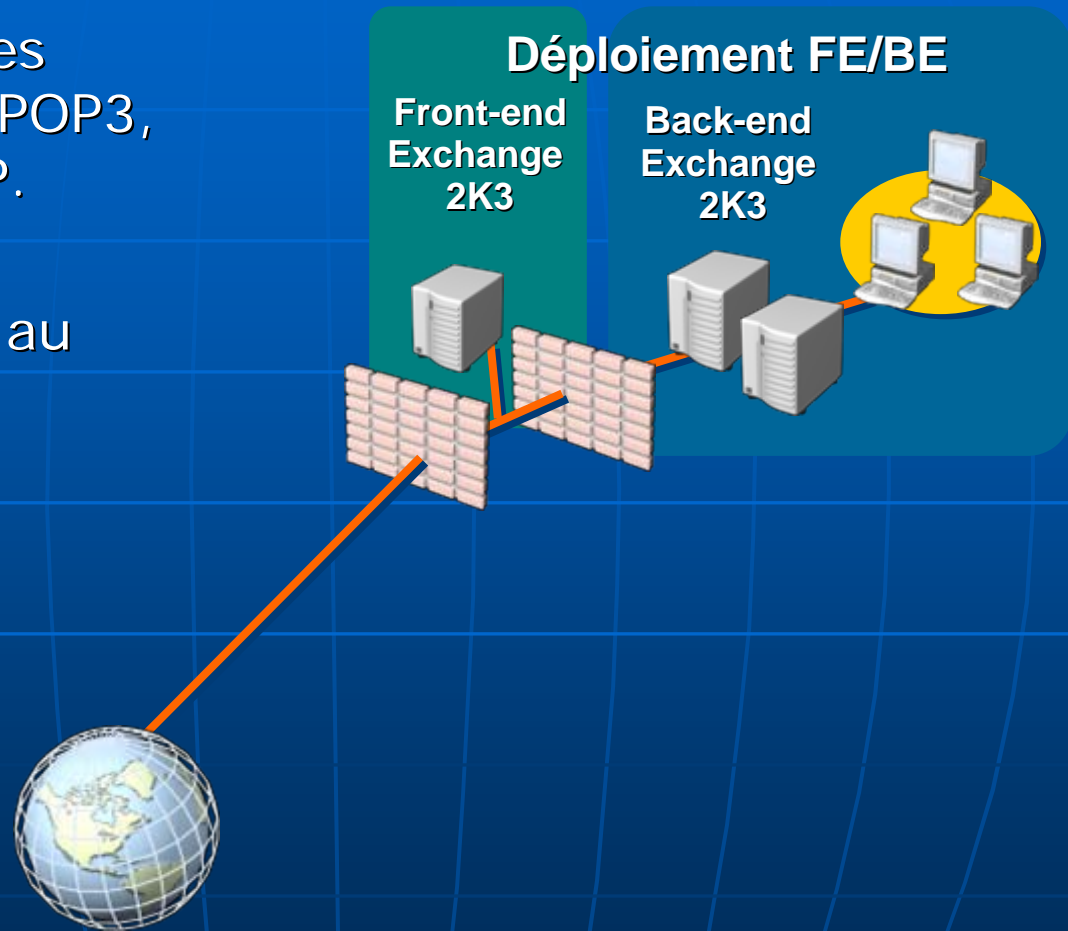 es
POP3,
P.
au
Déploiement FE/BE
Front-end
Exchange
2K3
Back-end
Exchange
2K3